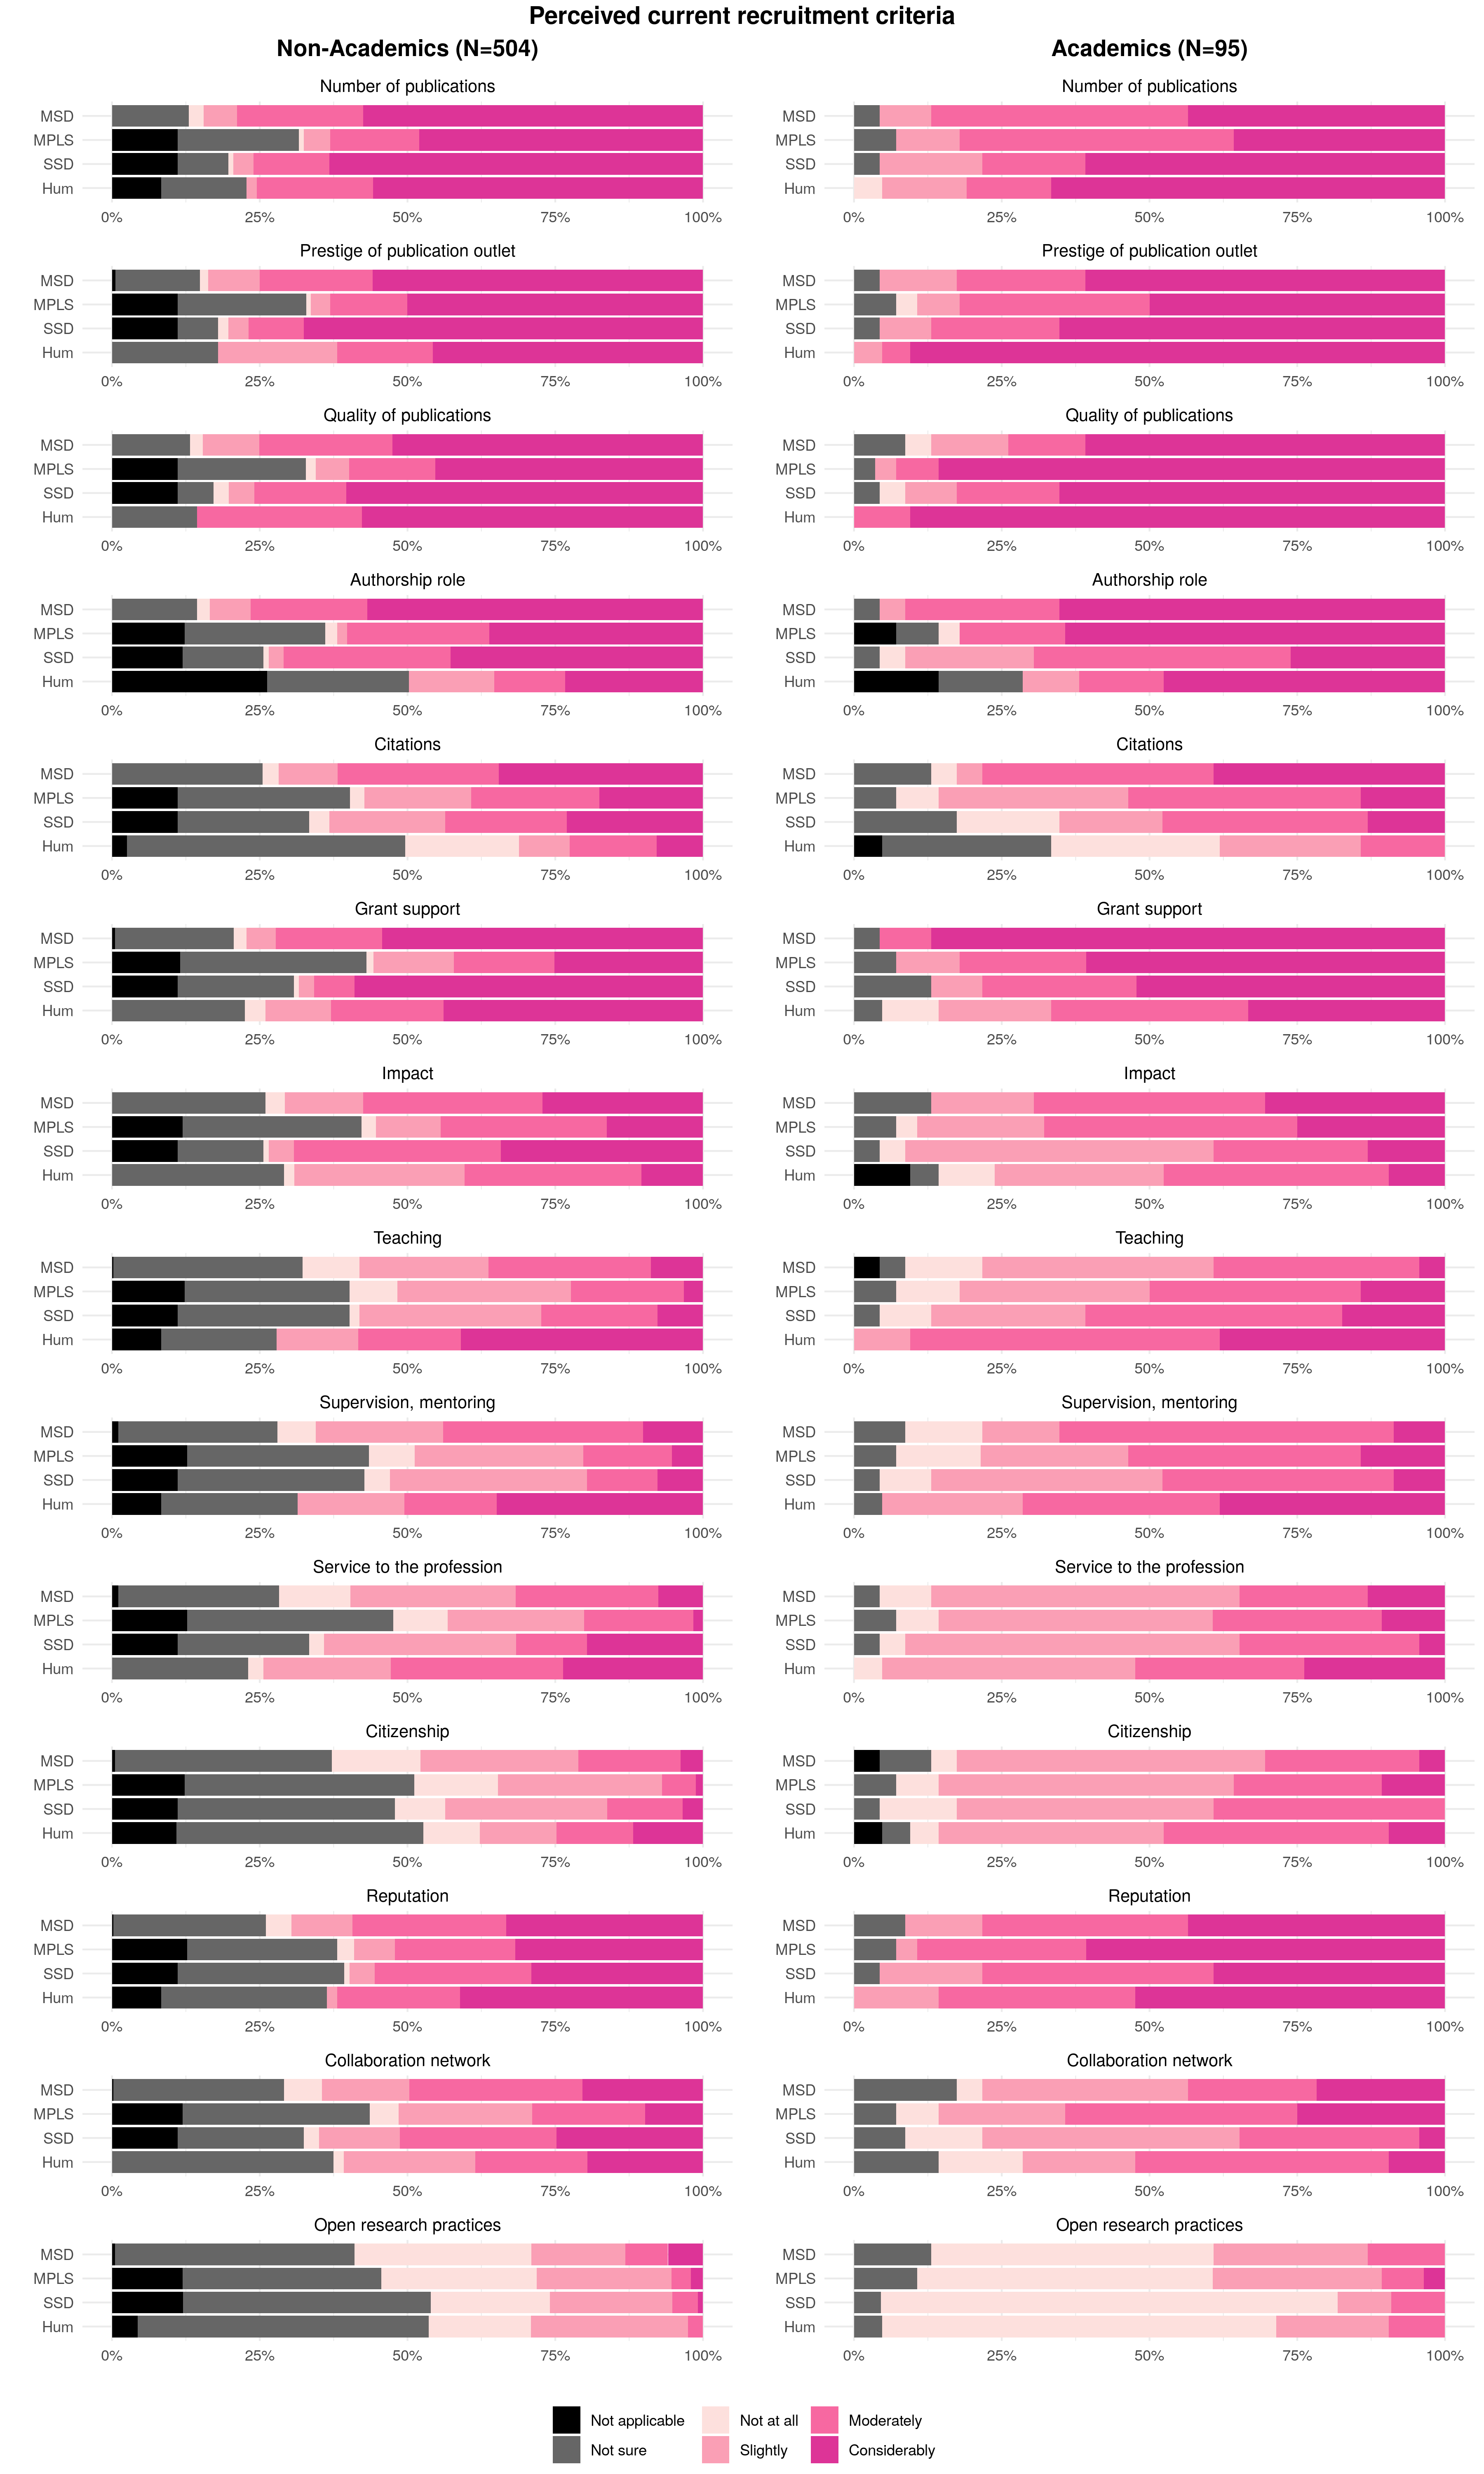 Perceived current recruitment criteria
Non-Academics (N=504)
Academics (N=95)
Number of publications
MSD
MPLS
SSD
Hum
0% 25% 50% 75% 100%
Number of publications
MSD
MPLS
SSD
Hum
0% 25% 50% 75% 100%
Prestige of publication outlet
MSD
MPLS
SSD
Hum
0% 25% 50% 75% 100%
Prestige of publication outlet
MSD
MPLS
SSD
Hum
0% 25% 50% 75% 100%
Quality of publications
MSD
MPLS
SSD
Hum
0% 25% 50% 75% 100%
Quality of publications
MSD
MPLS
SSD
Hum
0% 25% 50% 75% 100%
Authorship role
MSD
MPLS
SSD
Hum
0% 25% 50% 75% 100%
Authorship role
MSD
MPLS
SSD
Hum
0% 25% 50% 75% 100%
Citations
MSD
MPLS
SSD
Hum
0% 25% 50% 75% 100%
Citations
MSD
MPLS
SSD
Hum
0% 25% 50% 75% 100%
Grant support
MSD
MPLS
SSD
Hum
0% 25% 50% 75% 100%
Grant support
MSD
MPLS
SSD
Hum
0% 25% 50% 75% 100%
Impact
MSD
MPLS
SSD
Hum
0% 25% 50% 75% 100%
Impact
MSD
MPLS
SSD
Hum
0% 25% 50% 75% 100%
Teaching
MSD
MPLS
SSD
Hum
0% 25% 50% 75% 100%
Teaching
MSD
MPLS
SSD
Hum
0% 25% 50% 75% 100%
Supervision, mentoring
MSD
MPLS
SSD
Hum
0% 25% 50% 75% 100%
Supervision, mentoring
MSD
MPLS
SSD
Hum
0% 25% 50% 75% 100%
Service to the profession
MSD
MPLS
SSD
Hum
0% 25% 50% 75% 100%
Service to the profession
MSD
MPLS
SSD
Hum
0% 25% 50% 75% 100%
Citizenship
MSD
MPLS
SSD
Hum
0% 25% 50% 75% 100%
Citizenship
MSD
MPLS
SSD
Hum
0% 25% 50% 75% 100%
Reputation
MSD
MPLS
SSD
Hum
0% 25% 50% 75% 100%
Reputation
MSD
MPLS
SSD
Hum
0% 25% 50% 75% 100%
Collaboration network
MSD
MPLS
SSD
Hum
0% 25% 50% 75% 100%
Collaboration network
MSD
MPLS
SSD
Hum
0% 25% 50% 75% 100%
Open research practices
MSD
MPLS
SSD
Hum
0% 25% 50% 75% 100%
Open research practices
MSD
MPLS
SSD
Hum
0% 25% 50% 75% 100%
Not applicable Not at all Moderately
Not sure Slightly Considerably